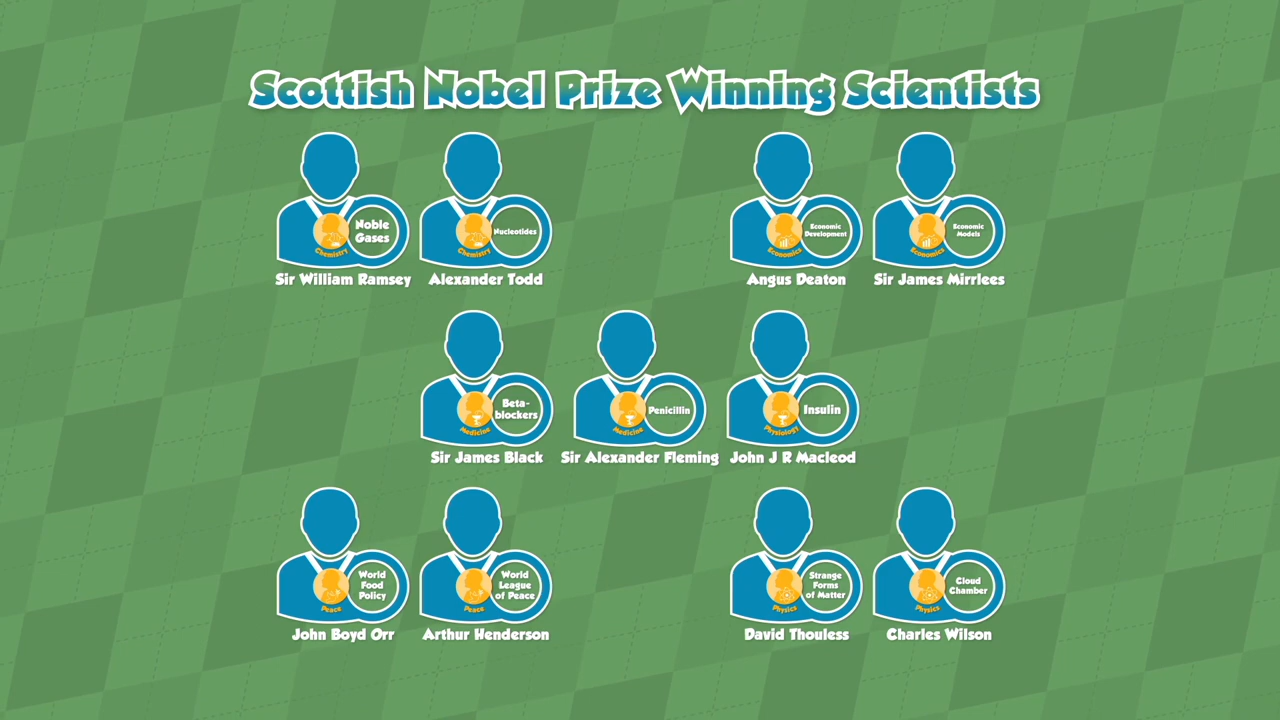 Scottish Nobel Prize Winning Scientists
Noble
Gases
Chemistry
Sir William Ramsey
Nucleotides
Chemistry
Alexander Todd
Economic
Development
Economics
Angus Deaton
Economic
Models
Economics
Sir James Mirrlees
Beta-
blockers
Medicine
Sir James Black
Penicillin
Medicine
Sir Alexander Fleming
Insulin
Physiology
John J R Macleod
World
Food
Policy
Peace
John Boyd Orr
World
League
of Peace
Peace
Arthur Henderson
Strange
Forms
of Matter
Physics
David Thouless
Cloud
Chamber
Physics
Charles Wilson